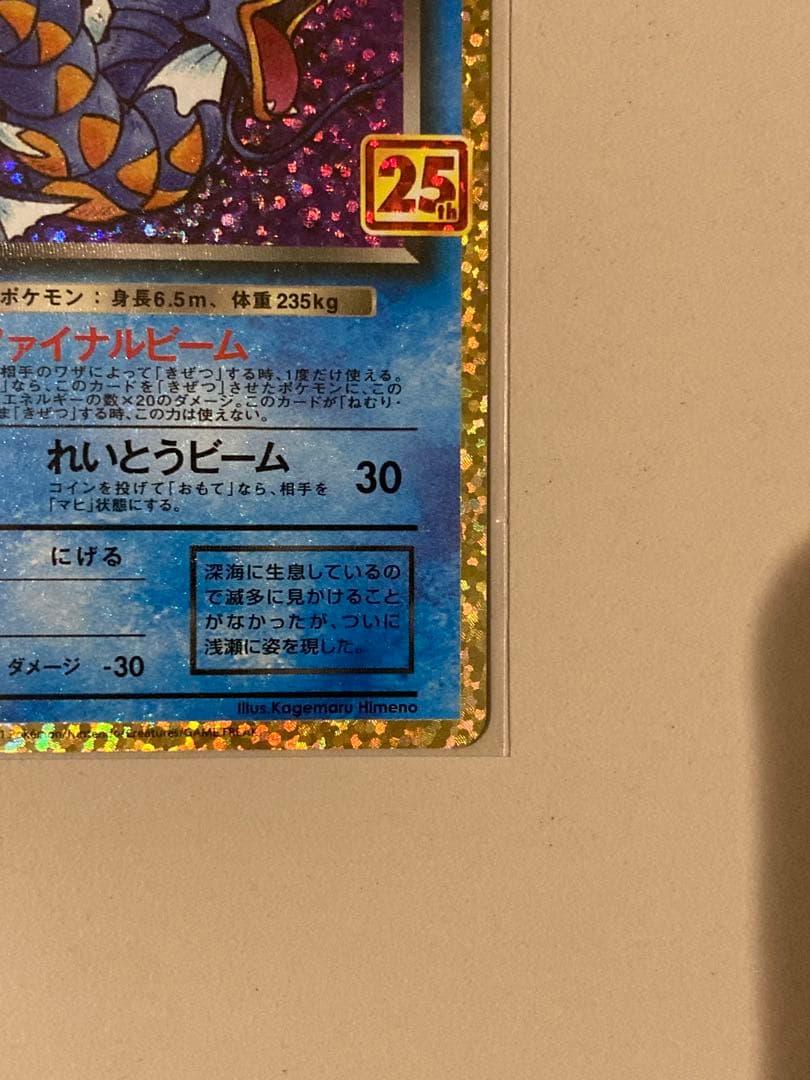 25th
ポケモン：身長6.5m、体重235kg
ァイナルビーム
相手のワザによって「きぜつ」する時、1度だけ使える。
」なら、このカードを「きぜつ」させたポケモンに、この
エネルギーの数×20のダメージ。このカードが「ねむり・
ま「きぜつ」する時、この力は使えない。
れいとうビーム 30
コインを投げて「おもて」なら、相手を
「マヒ」状態にする。
にげる
深海に生息しているの
で滅多に見かけること
がなかったが、ついに
浅瀬に姿を現した。
ダメージ -30
Illus.Kagemaru Himeno
Pokémon/Nintendo/Creatures/GAME FREAK